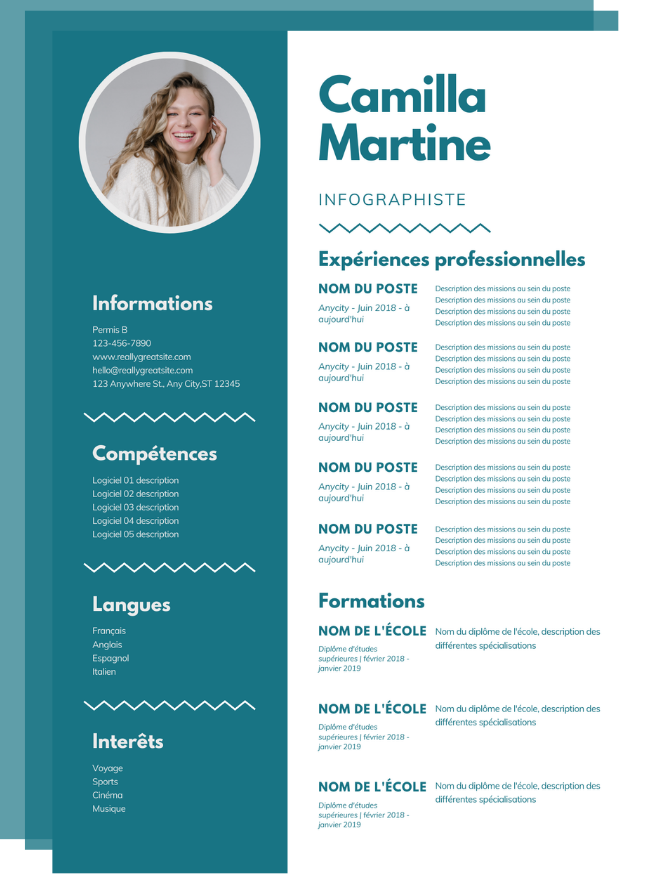 Camilla
Martine
INFOGRAPHISTE
Informations
Permis B
123-456-7890
www.reallygreatsite.com
hello@reallygreatsite.com
123 Anywhere St., Any City,ST 12345
Compétences
Logiciel 01 description
Logiciel 02 description
Logiciel 03 description
Logiciel 04 description
Logiciel 05 description
Langues
Français
Anglais
Espagnol
Italien
Interêts
Voyage
Sports
Cinéma
Musique
Expériences professionnelles
NOM DU POSTE
Anycity - Juin 2018 - à
aujourd'hui
Description des missions au sein du poste
Description des missions au sein du poste
Description des missions au sein du poste
Description des missions au sein du poste
NOM DU POSTE
Anycity - Juin 2018 - à
aujourd'hui
Description des missions au sein du poste
Description des missions au sein du poste
Description des missions au sein du poste
Description des missions au sein du poste
NOM DU POSTE
Anycity - Juin 2018 - à
aujourd'hui
Description des missions au sein du poste
Description des missions au sein du poste
Description des missions au sein du poste
Description des missions au sein du poste
NOM DU POSTE
Anycity - Juin 2018 - à
aujourd'hui
Description des missions au sein du poste
Description des missions au sein du poste
Description des missions au sein du poste
Description des missions au sein du poste
NOM DU POSTE
Anycity - Juin 2018 - à
aujourd'hui
Description des missions au sein du poste
Description des missions au sein du poste
Description des missions au sein du poste
Description des missions au sein du poste
Formations
NOM DE L'ÉCOLE
Diplôme d'études
supérieures | février 2018 -
janvier 2019
Nom du diplôme de l'école, description des
différentes spécialisations
NOM DE L'ÉCOLE
Diplôme d'études
supérieures | février 2018 -
janvier 2019
Nom du diplôme de l'école, description des
différentes spécialisations
NOM DE L'ÉCOLE
Diplôme d'études
supérieures | février 2018 -
janvier 2019
Nom du diplôme de l'école, description des
différentes spécialisations